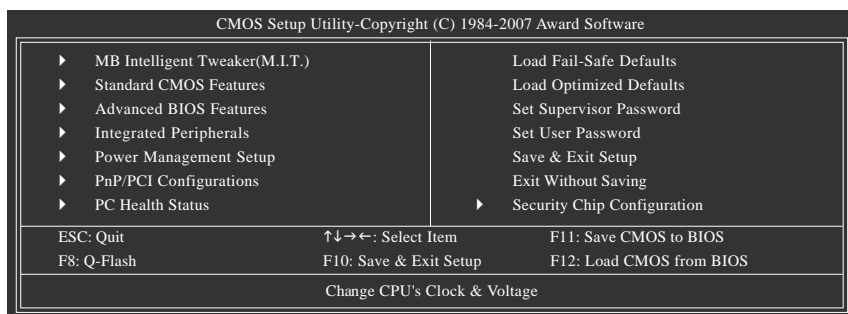 CMOS Setup Utility-Copyright (C) 1984-2007 Award Software
MB Intelligent Tweaker(M.I.T.)
Standard CMOS Features
Advanced BIOS Features
Integrated Peripherals
Power Management Setup
PnP/PCI Configurations
PC Health Status
Load Fail-Safe Defaults
Load Optimized Defaults
Set Supervisor Password
Set User Password
Save & Exit Setup
Exit Without Saving
Security Chip Configuration
ESC: Quit ↑↓→←: Select Item F11: Save CMOS to BIOS
F8: Q-Flash F10: Save & Exit Setup F12: Load CMOS from BIOS
Change CPU's Clock & Voltage